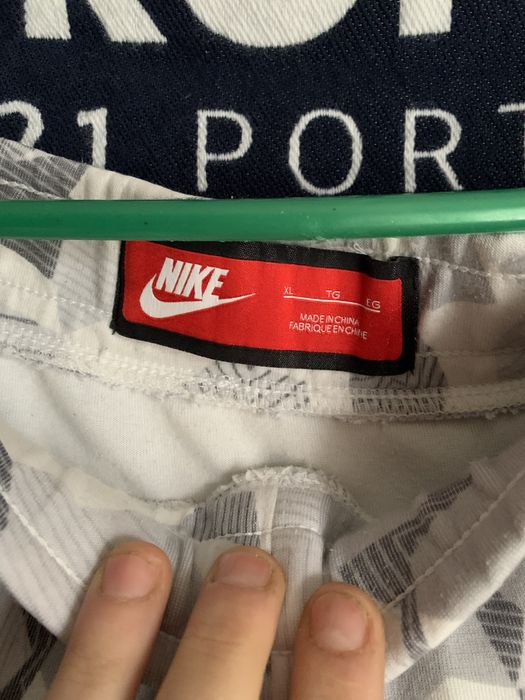 21 PORT
NIKE
XL TG EG
MADE IN CHINA
FABRIQUE EN CHINE